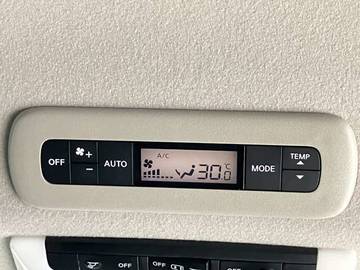 A/C
OFF + - AUTO 30.0°C MODE TEMP
OFF OFF